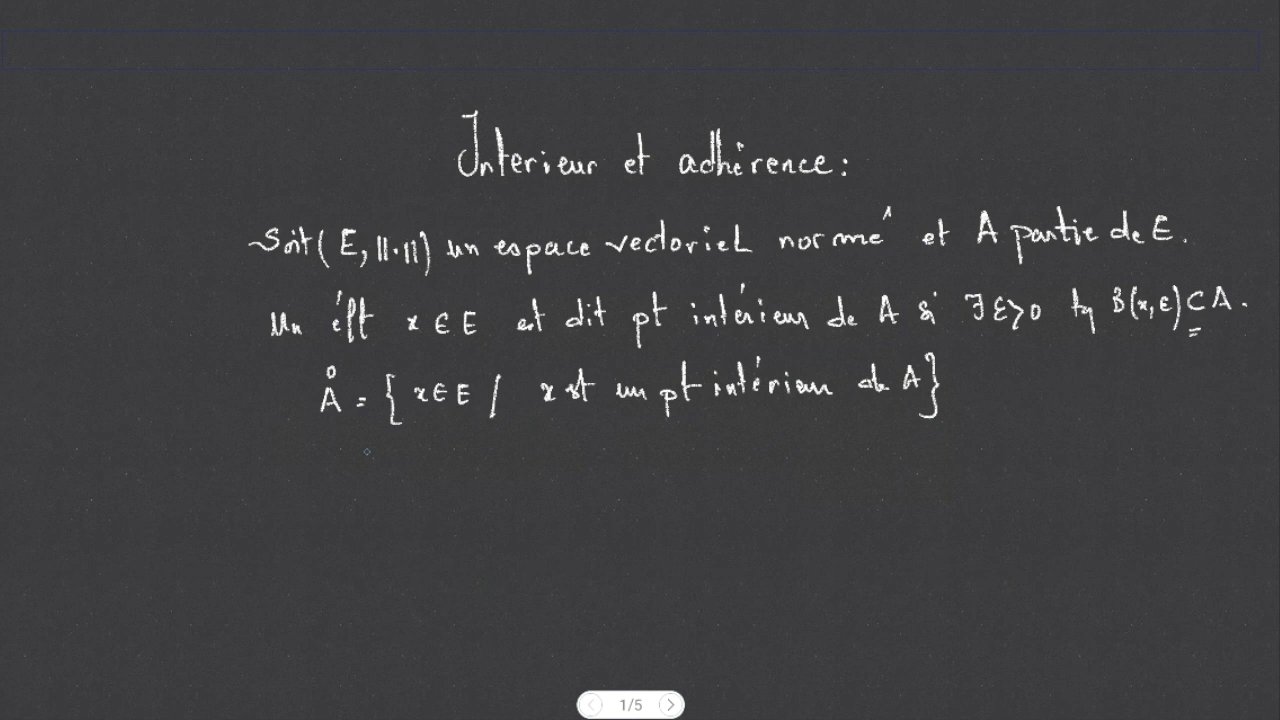 Interieur et adhérence :
Soit (E, ||.||) un espace vectoriel normé et A partie de E.
Un élt x ∈ E est dit pt intérieur de A si ∃ ε>0 tq B(x,ε) ⊂ A.
Å = { x ∈ E / x est un pt intérieur de A}
1/5